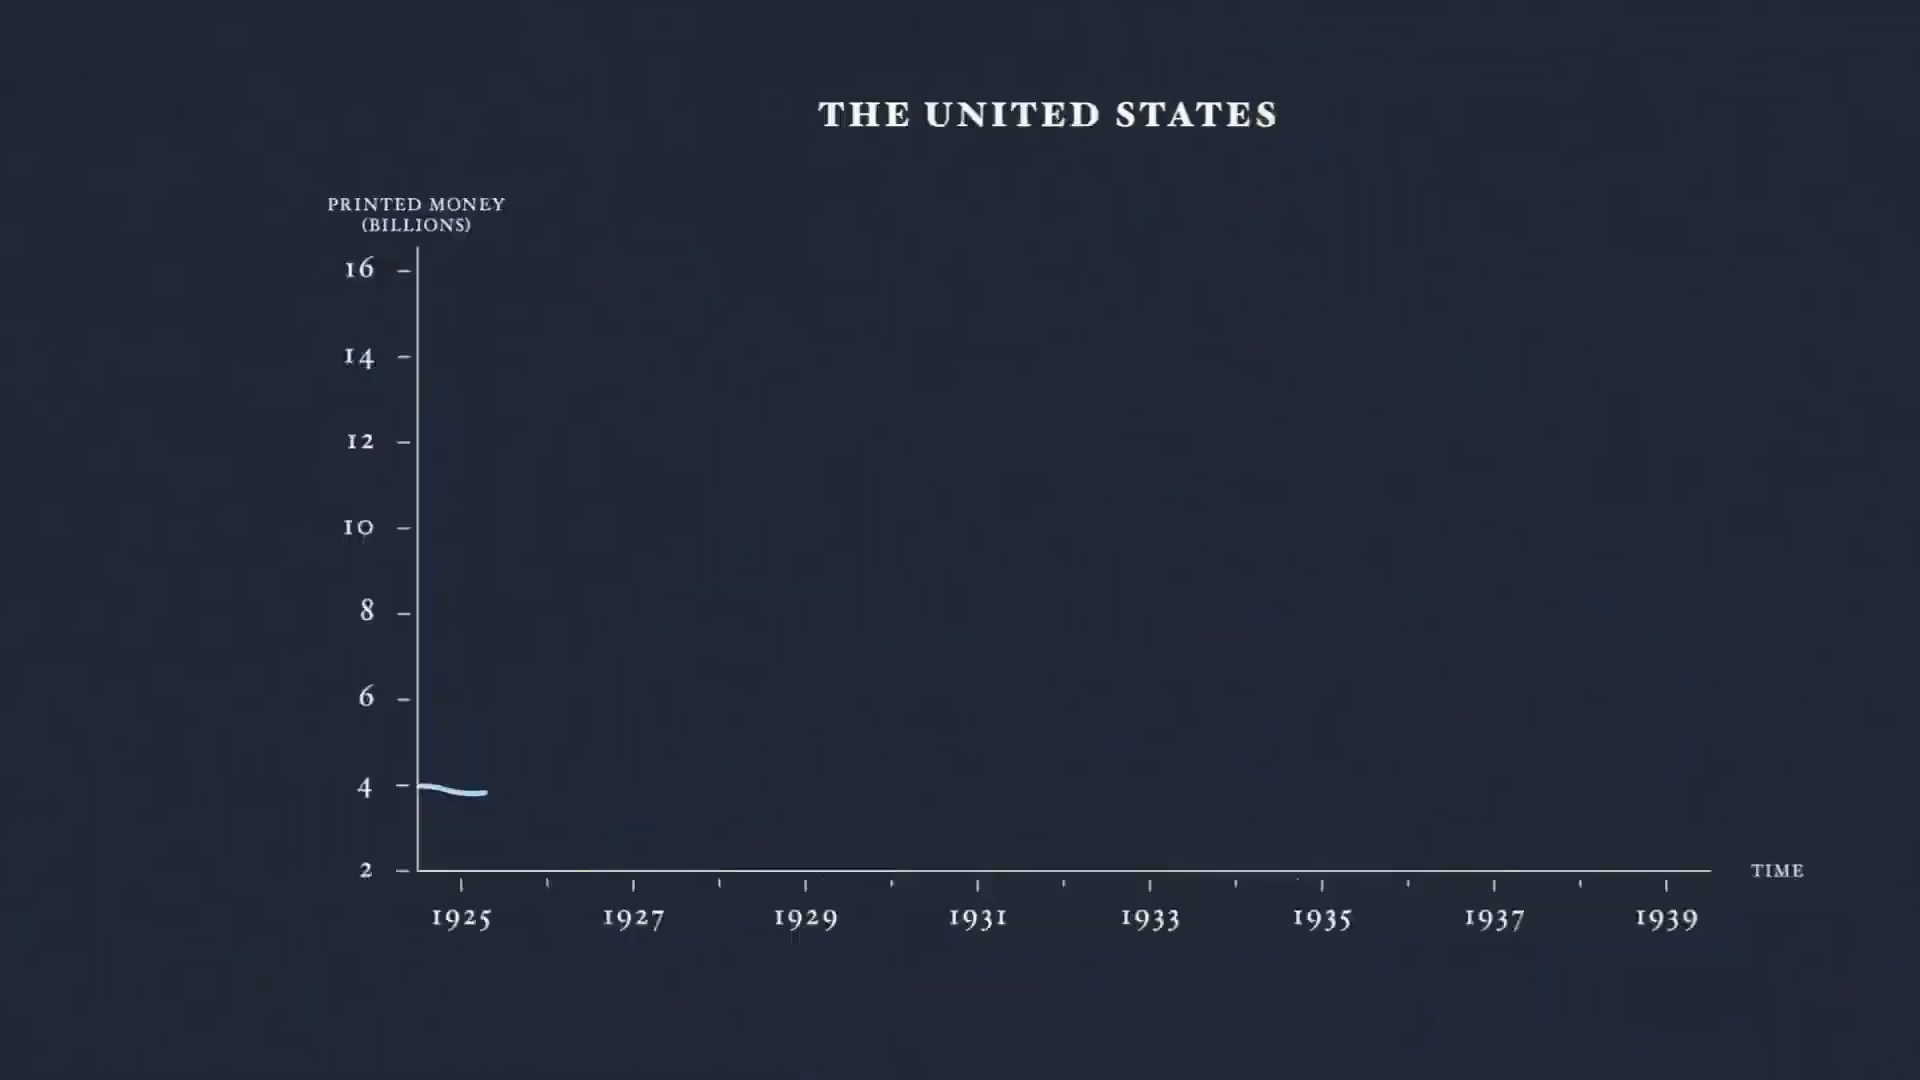 THE UNITED STATES
PRINTED MONEY
(BILLIONS)
16
14
12
10
8
6
4
2
TIME
1925 1927 1929 1931 1933 1935 1937 1939